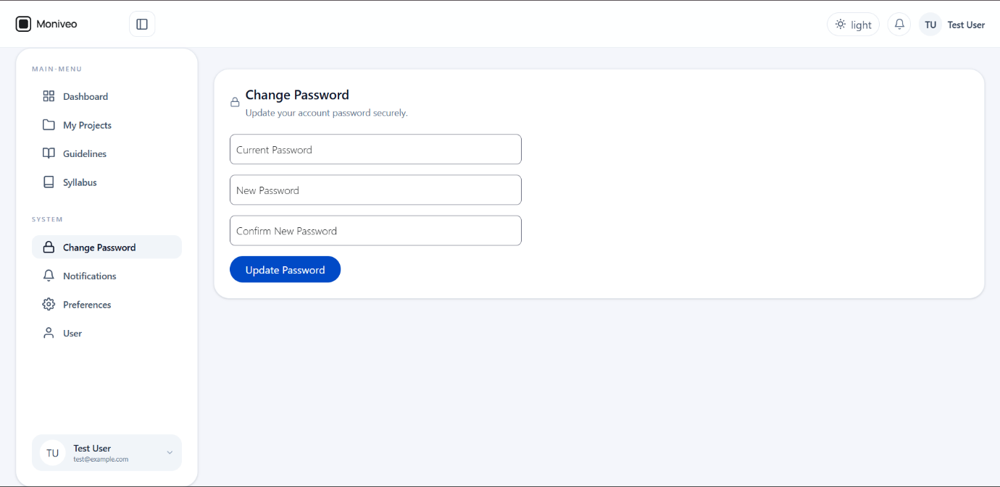 Moniveo
light
TU
Test User
MAIN-MENU
Dashboard
My Projects
Guidelines
Syllabus
SYSTEM
Change Password
Notifications
Preferences
User
TU
Test User
test@example.com
Change Password
Update your account password securely.
Current Password
New Password
Confirm New Password
Update Password